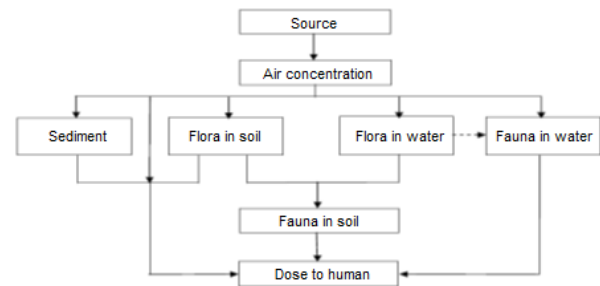 Source
Air concentration
Sediment
Flora in soil
Flora in water
Fauna in water
Fauna in soil
Dose to human